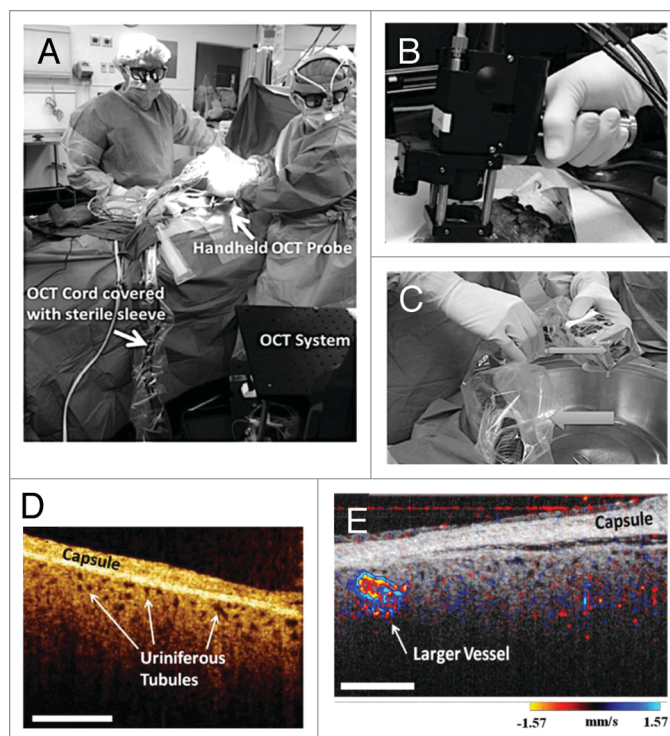 A
Handheld OCT Probe
OCT Cord covered
with sterile sleeve
OCT System
B
C
D
Capsule
Uriniferous
Tubules
E
Capsule
Larger Vessel
-1.57
mm/s
1.57